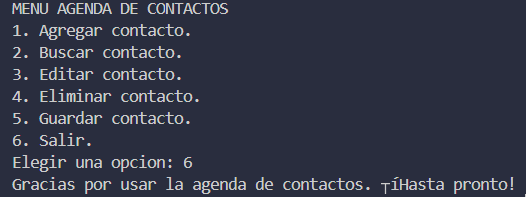 MENU AGENDA DE CONTACTOS
1. Agregar contacto.
2. Buscar contacto.
3. Editar contacto.
4. Eliminar contacto.
5. Guardar contacto.
6. Salir.
Elegir una opcion: 6
Gracias por usar la agenda de contactos. ┬íHasta pronto!